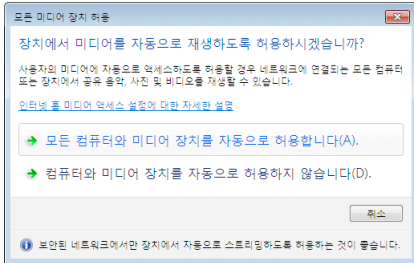 모든 미디어 장치 허용
장치에서 미디어를 자동으로 재생하도록 허용하시겠습니까?
사용자의 미디어에 자동으로 액세스하도록 허용할 경우 네트워크에 연결되는 모든 컴퓨터
또는 장치에서 공유 음악, 사진 및 비디오를 재생할 수 있습니다.
인터넷 홈 미디어 액세스 설정에 대한 자세한 설명
모든 컴퓨터와 미디어 장치를 자동으로 허용합니다(A).
컴퓨터와 미디어 장치를 자동으로 허용하지 않습니다(D).
취소
보안된 네트워크에서만 장치에서 자동으로 스트리밍하도록 허용하는 것이 좋습니다.